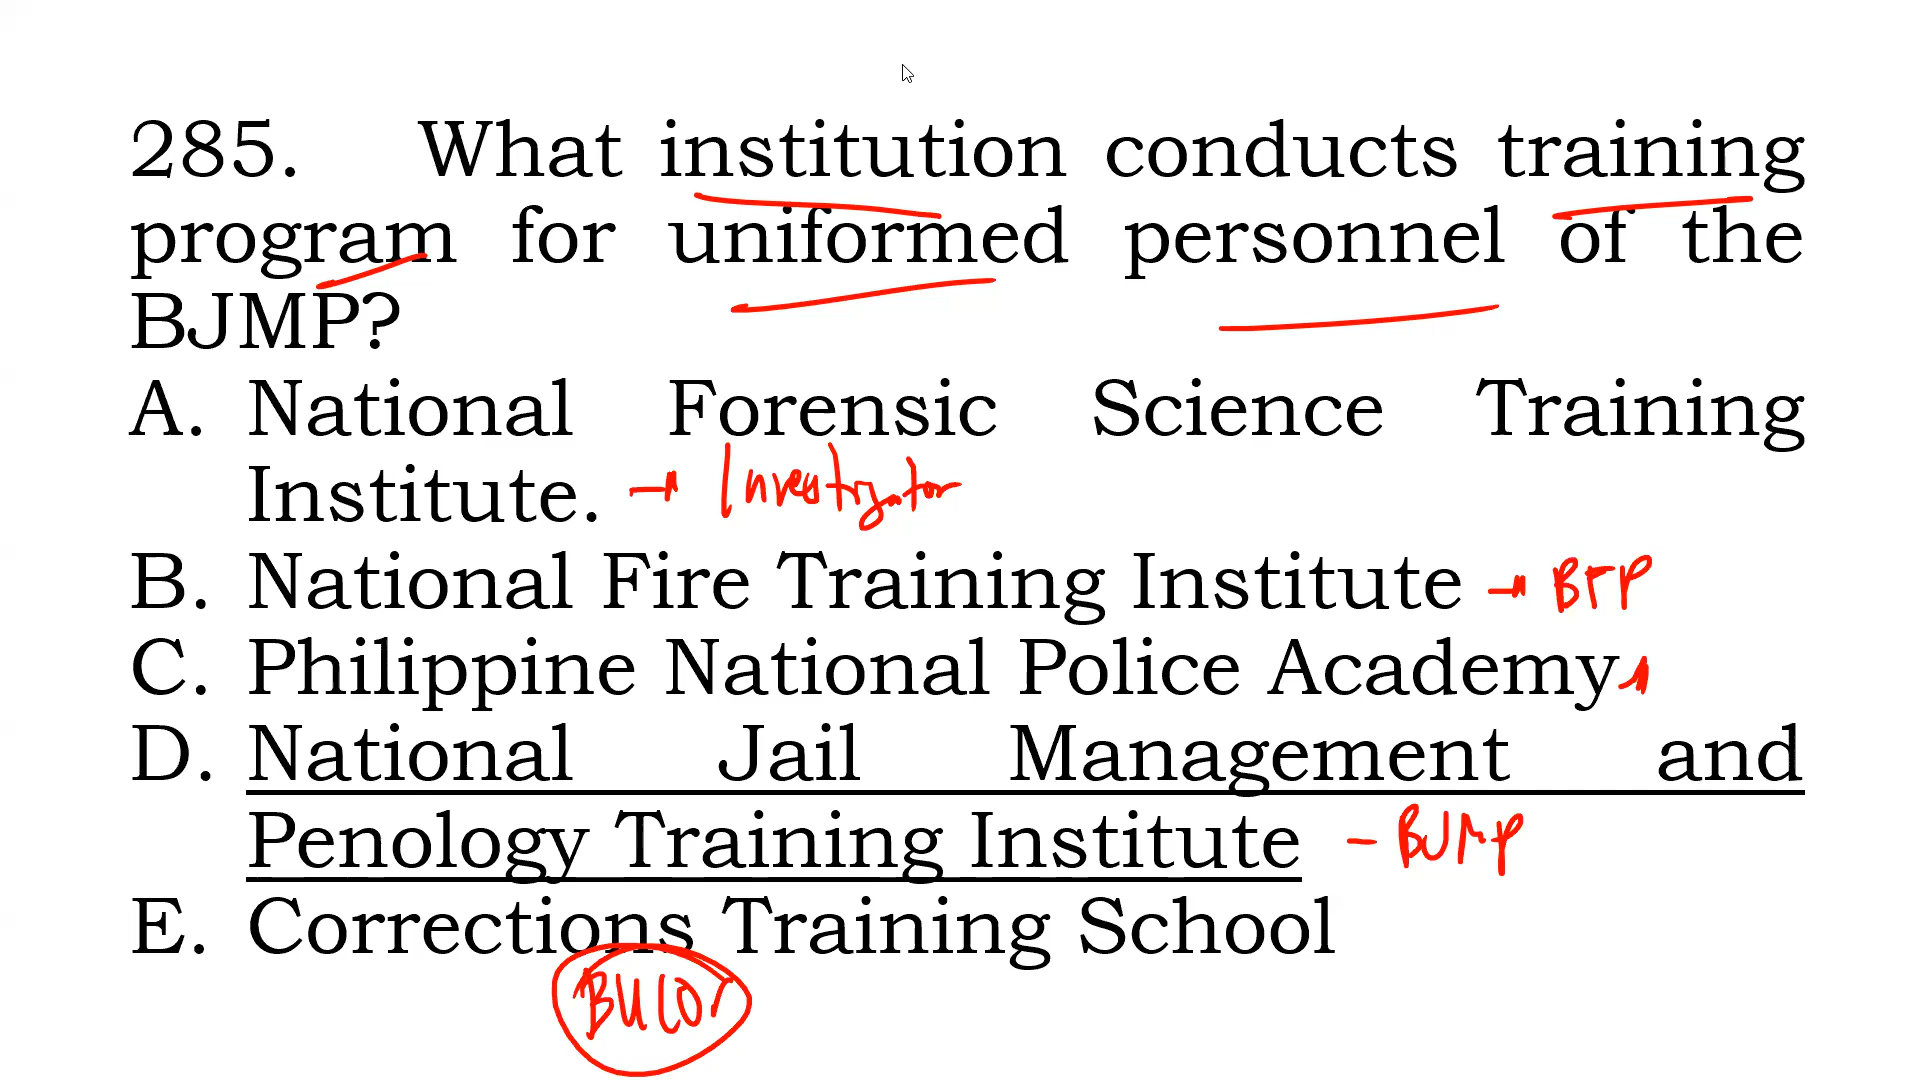 285. What institution conducts training
program for uniformed personnel of the
BJMP?
A. National Forensic Science Training
Institute. → Investigator
B. National Fire Training Institute → BFP
C. Philippine National Police Academy
D. National Jail Management and
Penology Training Institute - BJMP
E. Corrections Training School
BUCOr